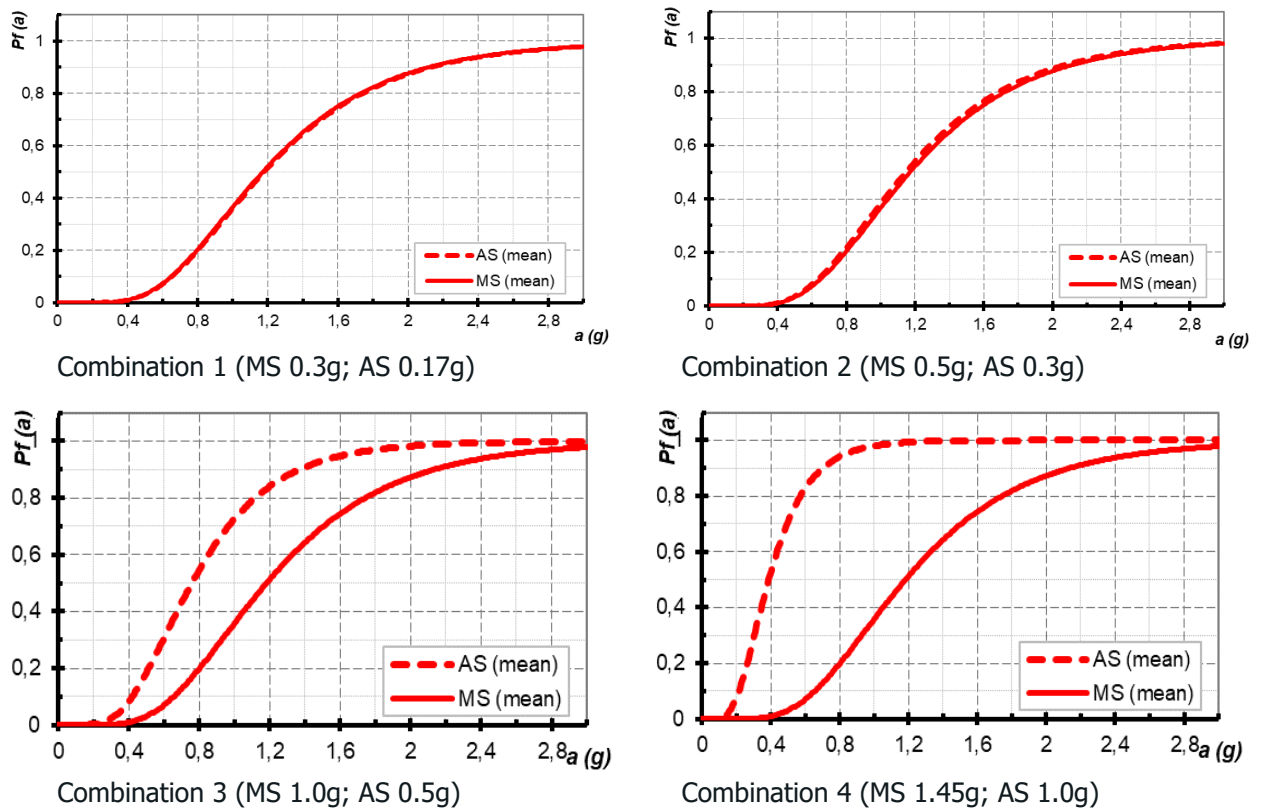 Pf (a)
1
0,8
0,6
0,4
0,2
0
0 0,4 0,8 1,2 1,6 2 2,4 2,8
a (g)
AS (mean)
MS (mean)
Combination 1 (MS 0.3g; AS 0.17g)
Pf (a)
1
0,8
0,6
0,4
0,2
0
0 0,4 0,8 1,2 1,6 2 2,4 2,8
a (g)
AS (mean)
MS (mean)
Combination 2 (MS 0.5g; AS 0.3g)
Pf (a)
1
0,8
0,6
0,4
0,2
0
0 0,4 0,8 1,2 1,6 2 2,4 2,8 a (g)
AS (mean)
MS (mean)
Combination 3 (MS 1.0g; AS 0.5g)
Pf (a)
1
0,8
0,6
0,4
0,2
0
0 0,4 0,8 1,2 1,6 2 2,4 2,8 a (g)
AS (mean)
MS (mean)
Combination 4 (MS 1.45g; AS 1.0g)